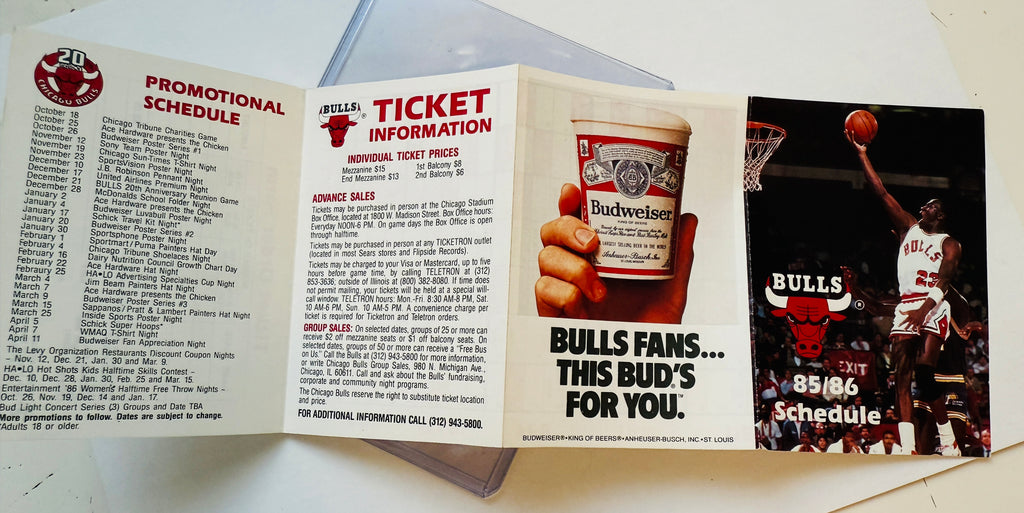 20
CHICAGO BULLS
PROMOTIONAL
SCHEDULE
October 18 Chicago Tribune Charities Game
October 25 Ace Hardware presents the Chicken
October 26 Budweiser Poster Series #1
November 12 Sony Team Poster Night
November 19 Chicago Sun-Times T-Shirt Night
November 23 SportsVision Poster Night
December 10 J.B. Robinson Pennant Night
December 17 United Airlines Premium Night
December 21 BULLS 20th Anniversary Reunion Game
December 28 McDonalds School Folder Night
January 2 Ace Hardware presents the Chicken
January 4 Budweiser Luvabull Poster Night
January 17 Schick Travel Kit Night*
January 20 Budweiser Poster Series #2
January 30 Sportsphone Poster Night
February 1 Sportmart/Puma Painters Hat Day
February 4 Chicago Tribune Shoelaces Night
February 16 Dairy Nutrition Council Growth Chart Day
February 22 Ace Hardware Hat Night
Febraury 25 HA•LO Advertising Specialties Cup Night
March 4 Jim Beam Painters Hat Night
March 7 Ace Hardware presents the Chicken
March 9 Budweiser Poster Series #3
March 15 Sappanos/Pratt & Lambert Painters Hat Night
March 25 Inside Sports Poster Night
April 5 Schick Super Hoops*
April 7 WMAQ T-Shirt Night
April 11 Budweiser Fan Appreciation Night
The Levy Organization Restaurants Discount Coupon Nights
- Nov. 12, Dec. 21, Jan. 30 and Mar. 9.
HA•LO Hot Shots Kids Halftime Skills Contest -
Dec. 10, Dec. 28, Jan. 30, Feb. 25 and Mar. 15.
Entertainment '86 Women's Halftime Free Throw Nights -
Oct. 26, Nov. 19, Dec. 14 and Jan. 17.
Bud Light Concert Series (3) Groups and Date TBA
More promotions to follow. Dates are subject to change.
*Adults 18 or older.
BULLS ®
TICKET
INFORMATION
INDIVIDUAL TICKET PRICES
Mezzanine $15 1st Balcony $8
End Mezzanine $13 2nd Balcony $6
ADVANCE SALES
Tickets may be purchased in person at the Chicago Stadium
Box Office, located at 1800 W. Madison Street. Box Office hours:
Everyday NOON-6 PM. On game days the Box Office is open
through halftime.
Tickets may be purchased in person at any TICKETRON outlet
(located in most Sears stores and Flipside Records).
Tickets may be charged to your Visa or Mastercard, up to five
hours before game time, by calling TELETRON at (312)
853-3636; outside of Illinois at (800) 382-8080. If time does
not permit your tickets will be held at a special will-
call window. TELETRON hours: Mon.-Fri. 8:30 AM-8 PM, Sat.
10 AM-6 PM, Sun. 10 AM-5 PM. A convenience charge per
ticket is required for Ticketron and Teletron orders.
GROUP SALES: On selected dates, groups of 25 or more can
receive $2 off mezzanine seats or $1 off balcony seats. On
selected dates, groups of 50 or more can receive a "Free Bus
on Us." Call the Bulls at (312) 943-5800 for more information,
or write Chicago Bulls Group Sales, 980 N. Michigan Ave.,
Chicago, IL 60611. Call and ask about the Bulls' fundraising,
corporate and community night programs.
The Chicago Bulls reserve the right to substitute ticket location
and price.
FOR ADDITIONAL INFORMATION CALL (312) 943-5800.
Budweiser
KING OF BEERS
LARGEST SELLING BEER IN THE WORLD
Anheuser-Busch, Inc.
BULLS FANS...
THIS BUD'S
FOR YOU.™
BUDWEISER®•KING OF BEERS®•ANHEUSER-BUSCH, INC.•ST. LOUIS
BULLS
23
BULLS ®
EXIT
85/86
Schedule